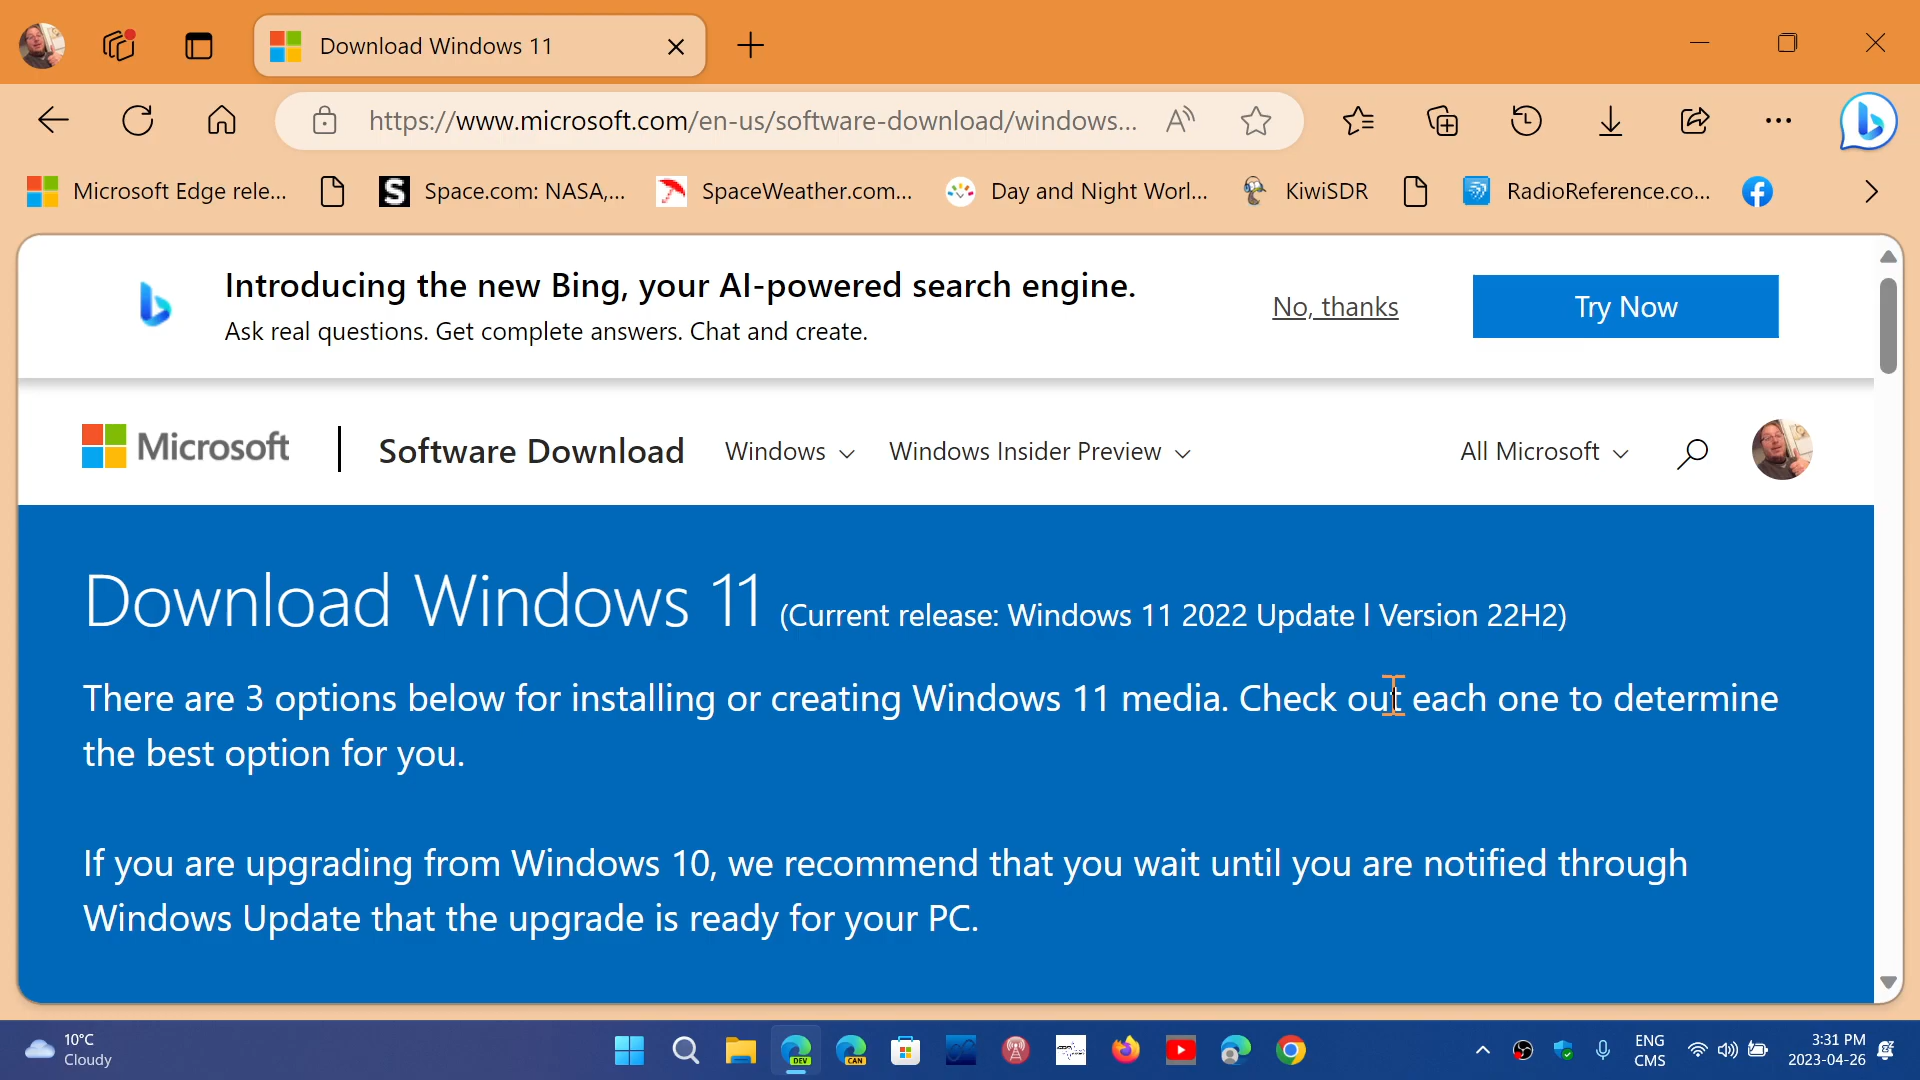 Download Windows 11
https://www.microsoft.com/en-us/software-download/windows...
Microsoft Edge rele...
Space.com: NASA,...
SpaceWeather.com...
Day and Night Worl...
KiwiSDR
RadioReference.co...
Introducing the new Bing, your AI-powered search engine.
Ask real questions. Get complete answers. Chat and create.
No, thanks
Try Now
Microsoft
Software Download
Windows
Windows Insider Preview
All Microsoft
Download Windows 11 (Current release: Windows 11 2022 Update l Version 22H2)
There are 3 options below for installing or creating Windows 11 media. Check out each one to determine
the best option for you.
If you are upgrading from Windows 10, we recommend that you wait until you are notified through
Windows Update that the upgrade is ready for your PC.
10°C
Cloudy
DEV
CAN
ENG
CMS
3:31 PM
2023-04-26